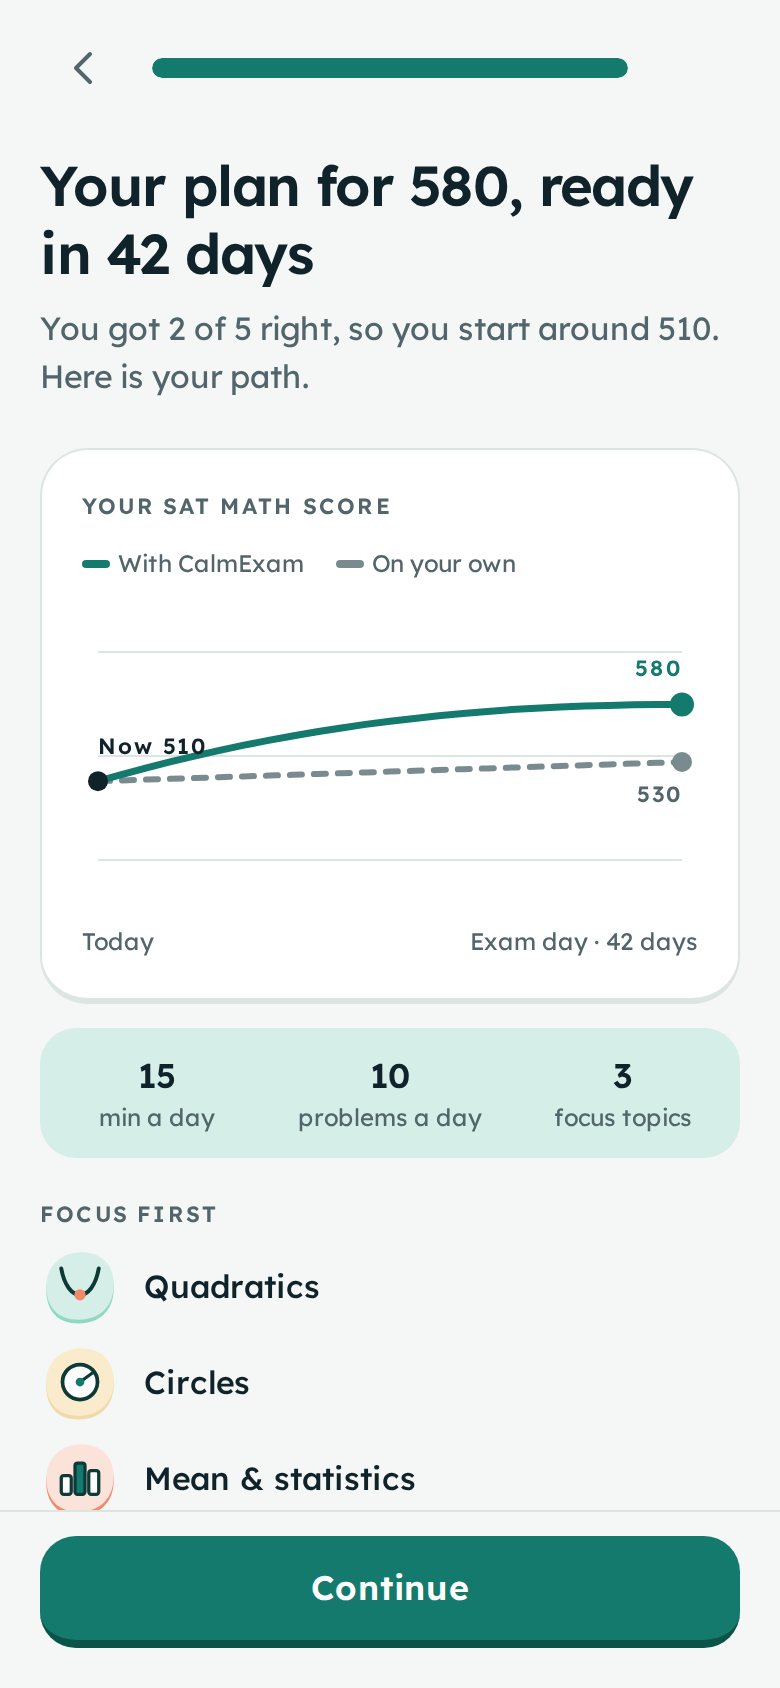 Your plan for 580, ready
in 42 days
You got 2 of 5 right, so you start around 510.
Here is your path.
YOUR SAT MATH SCORE
With CalmExam On your own
580
Now 510
530
Today Exam day · 42 days
15 10 3
min a day problems a day focus topics
FOCUS FIRST
Quadratics
Circles
Mean & statistics
Continue